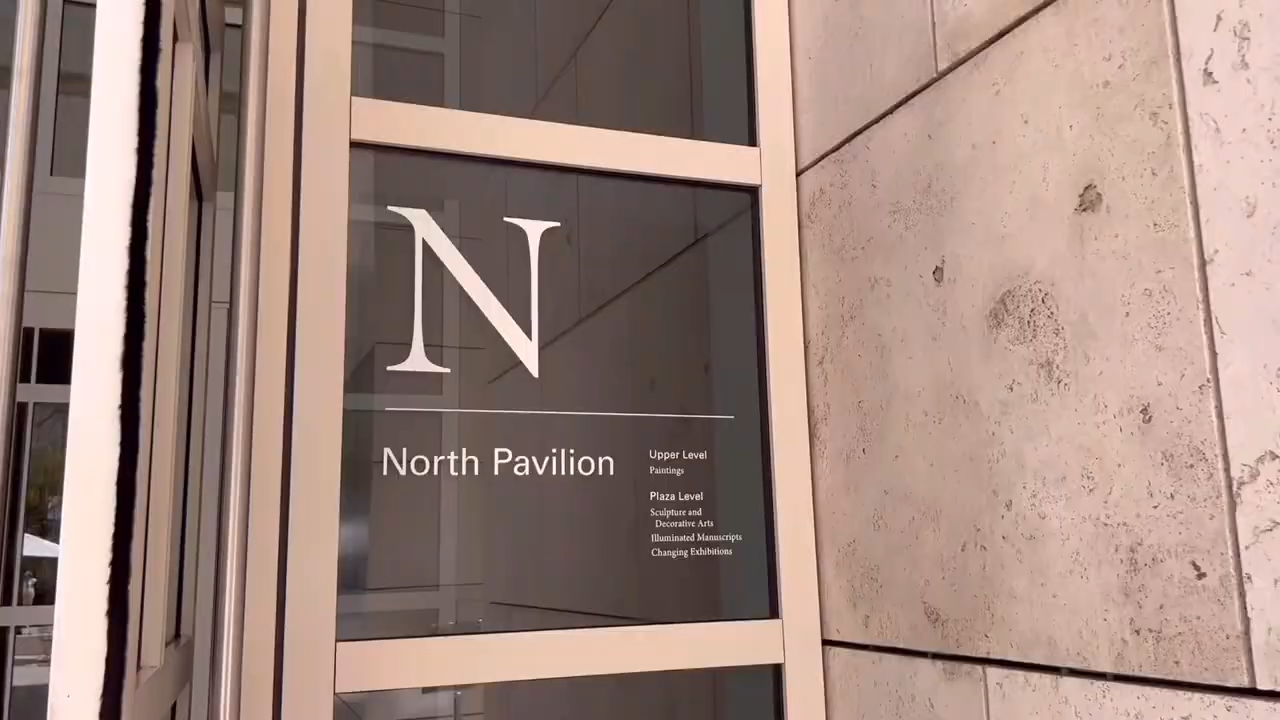 N
North Pavilion
Upper Level
Paintings
Plaza Level
Sculpture and
Decorative Arts
Illuminated Manuscripts
Changing Exhibitions